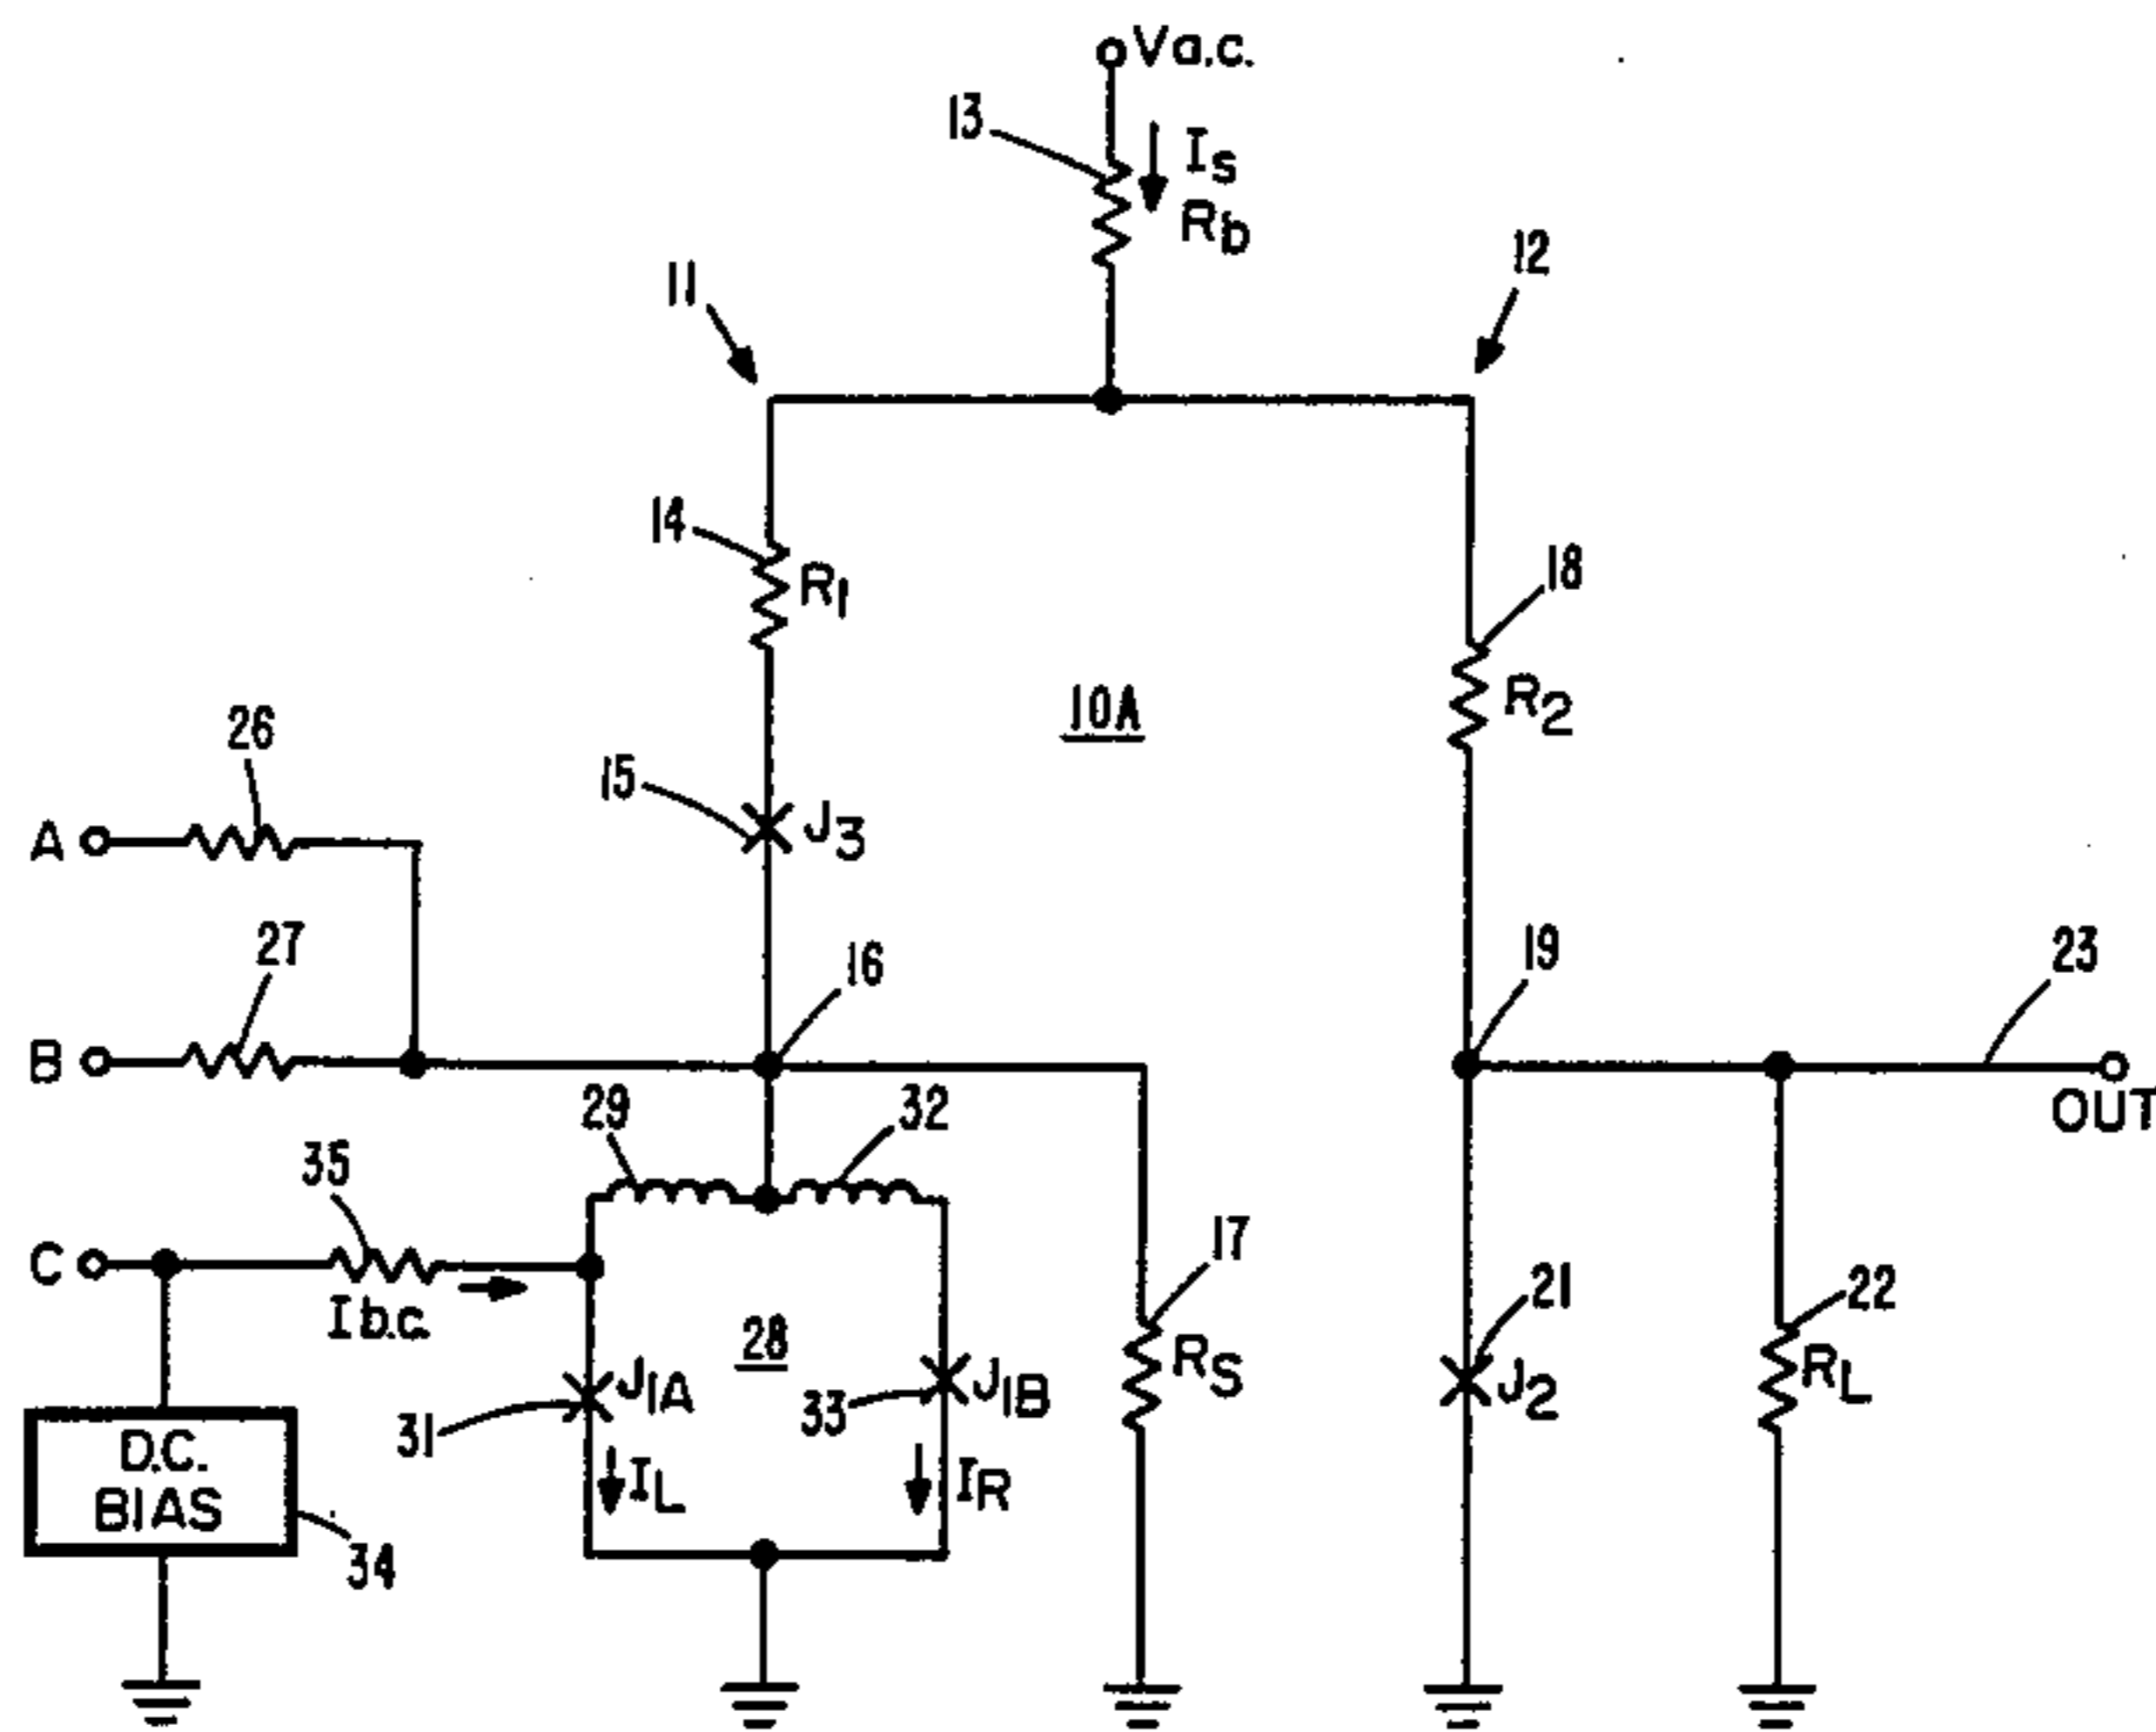 Va.c.
13
Is
Rb
11
12
14
R1
18
R2
10A
26
15
J3
A
27
16
19
23
B
29
32
OUT
35
17
C
Ib.c.
28
21
22
J1A
J1B
RS
J2
RL
31
33
D.C.
BIAS
IL
IR
34